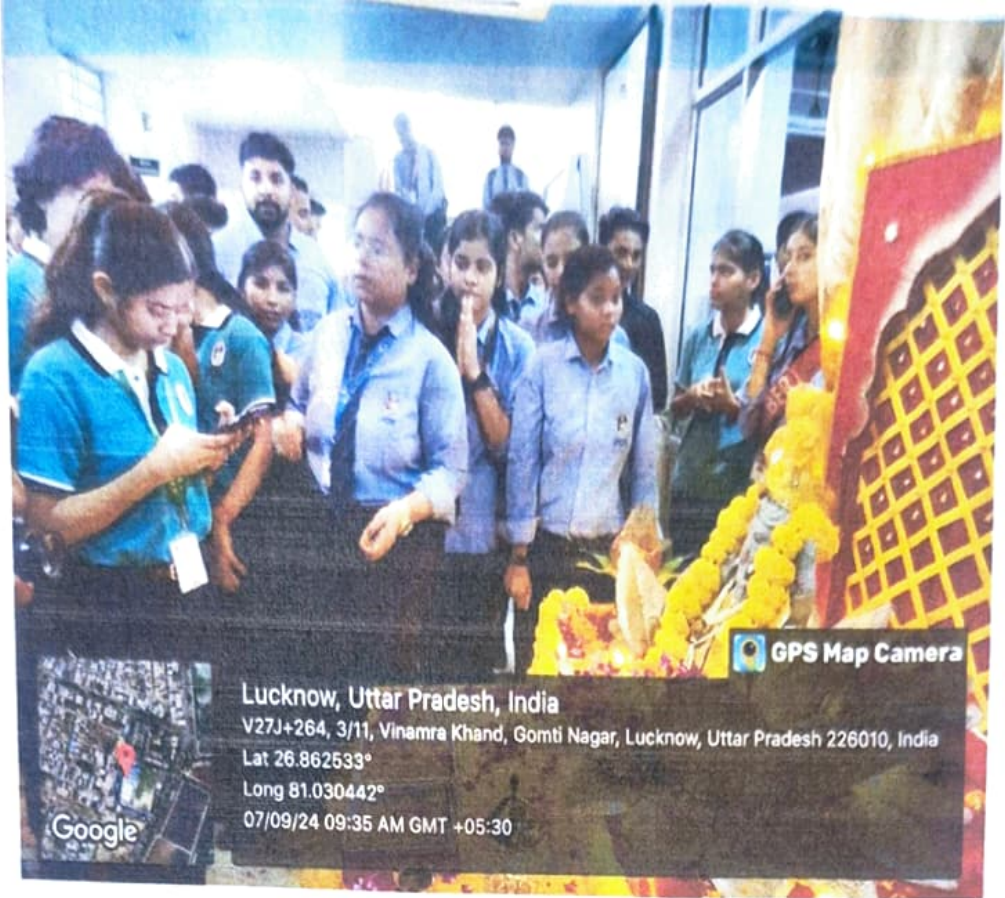 GPS Map Camera
Lucknow, Uttar Pradesh, India
V27J+264, 3/11, Vinamra Khand, Gomti Nagar, Lucknow, Uttar Pradesh 226010, India
Lat 26.862533°
Long 81.030442°
07/09/24 09:35 AM GMT +05:30
Google